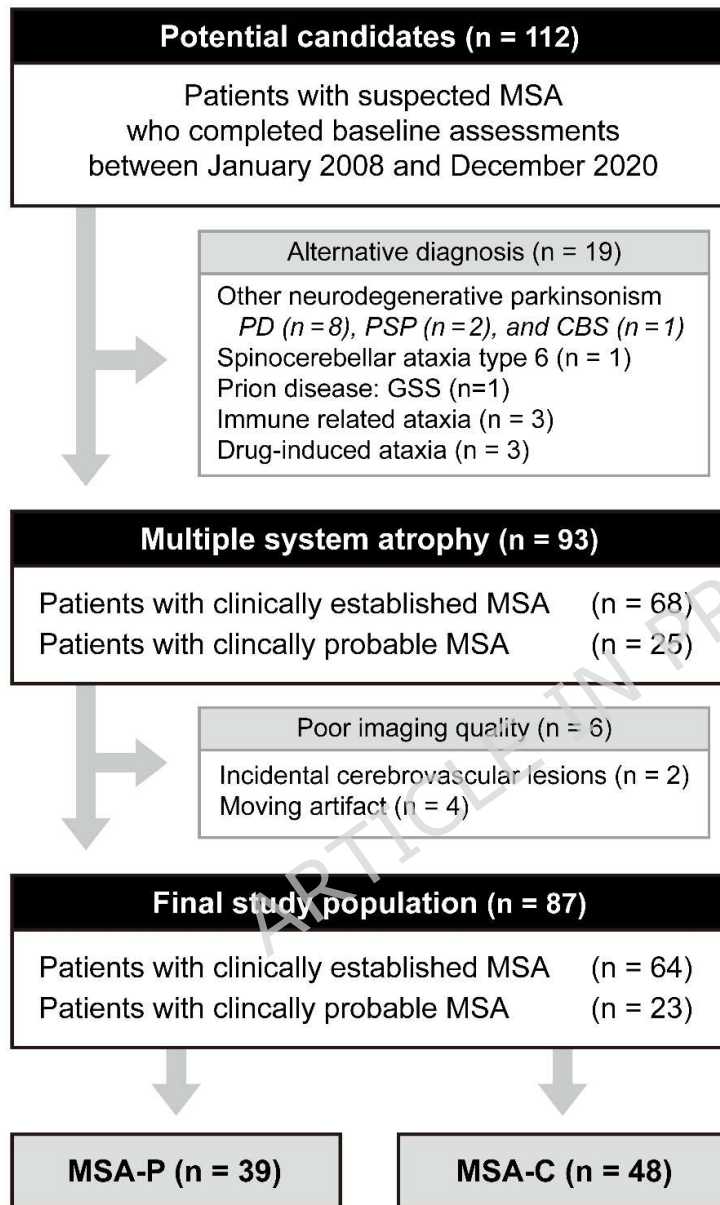 Potential candidates (n = 112)
Patients with suspected MSA
who completed baseline assessments
between January 2008 and December 2020
Alternative diagnosis (n = 19)
Other neurodegenerative parkinsonism
PD (n = 8), PSP (n = 2), and CBS (n = 1)
Spinocerebellar ataxia type 6 (n = 1)
Prion disease: GSS (n=1)
Immune related ataxia (n = 3)
Drug-induced ataxia (n = 3)
Multiple system atrophy (n = 93)
Patients with clinically established MSA (n = 68)
Patients with clincally probable MSA (n = 25)
Poor imaging quality (n = 6)
Incidental cerebrovascular lesions (n = 2)
Moving artifact (n = 4)
Final study population (n = 87)
Patients with clinically established MSA (n = 64)
Patients with clincally probable MSA (n = 23)
MSA-P (n = 39) MSA-C (n = 48)
ARTICLE IN PR